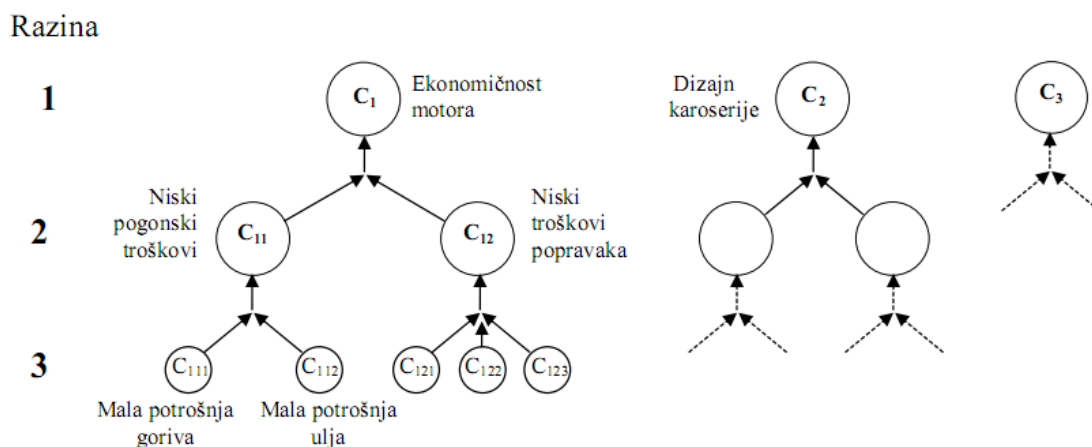 Razina
1
C1
Ekonomičnost
motora
Dizajn
karoserije
C2
C3
2
Niski
pogonski
troškovi
C11
C12
Niski
troškovi
popravaka
3
C111
C112
C121
C122
C123
Mala potrošnja
goriva
Mala potrošnja
ulja